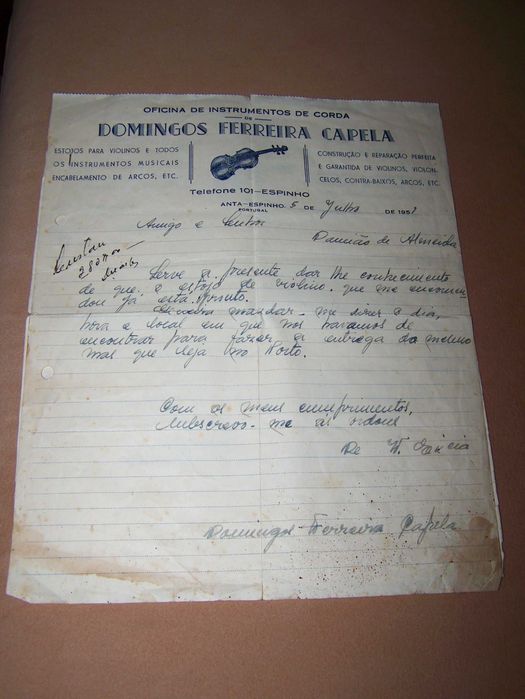 OFICINA DE INSTRUMENTOS DE CORDA
DE
DOMINGOS FERREIRA CAPELA
ESTOJOS PARA VIOLINOS E TODOS
OS INSTRUMENTOS MUSICAIS
ENCABELAMENTO DE ARCOS, ETC.
CONSTRUÇÃO E REPARAÇÃO PERFEITA
E GARANTIDA DE VIOLINOS, VIOLON-
CELOS, CONTRA-BAIXOS, ARCOS, ETC.
Telefone 101—ESPINHO
ANTA-ESPINHO 5 DE Julho DE 195
PORTUGAL
Amigo e Senhor
Damião de Almeida
280$00
Serve a presente dar lhe conhecimento
de que o estojo de violino que me encomen
dou já está pronto.
mandar-me dizer o dia,
hora e local em que nos havemos de
encontrar para fazer a entrega do mesmo
mas que seja no Porto.
Com os meus cumprimentos,
subscrevo-me ás ordens
De V.
Domingos Ferreira Capela